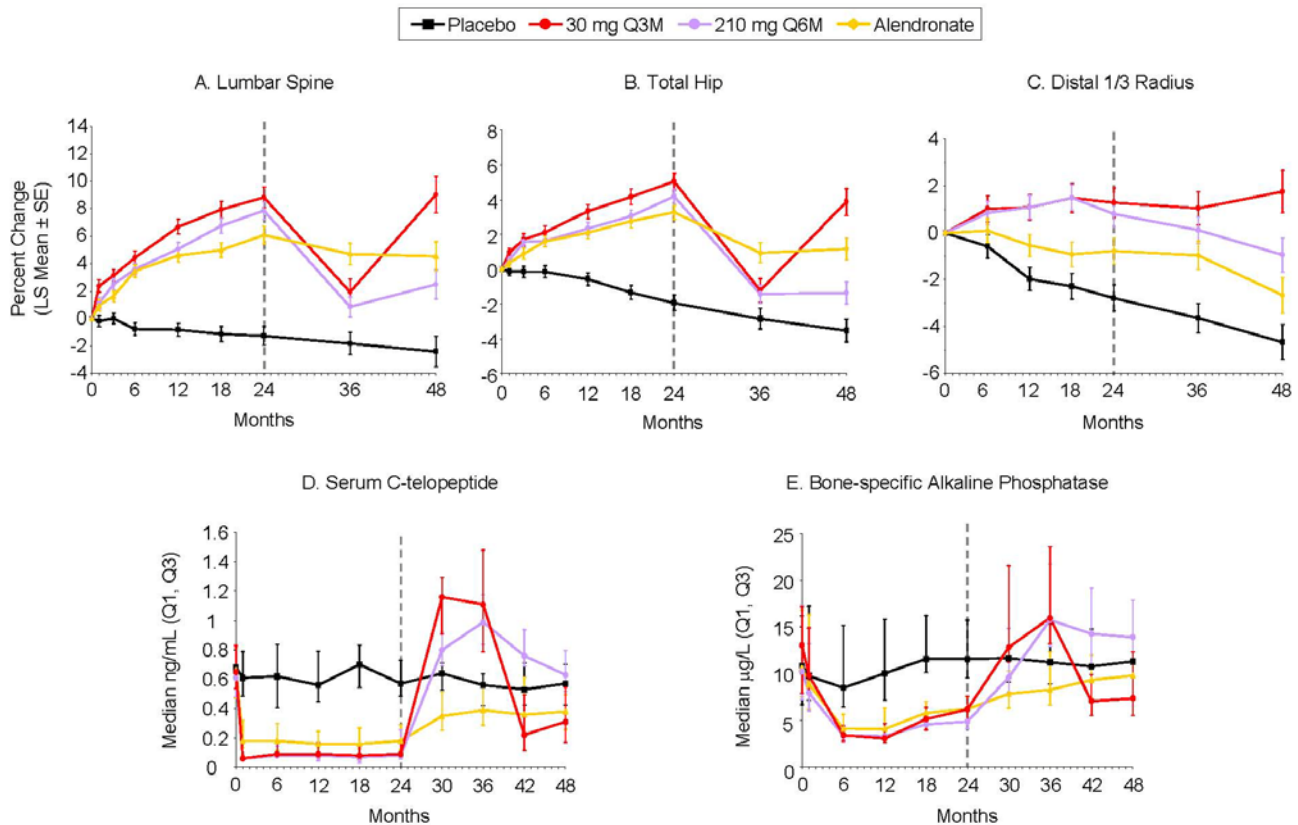 Placebo 30 mg Q3M 210 mg Q6M Alendronate
A. Lumbar Spine
B. Total Hip
C. Distal 1/3 Radius
Percent Change
(LS Mean ± SE)
14
12
10
8
6
4
2
0
-2
-4
0 6 12 18 24 36 48
Months
8
6
4
2
0
-2
-4
-6
0 6 12 18 24 36 48
Months
4
2
0
-2
-4
-6
0 6 12 18 24 36 48
Months
D. Serum C-telopeptide
E. Bone-specific Alkaline Phosphatase
Median ng/mL (Q1, Q3)
1.6
1.4
1.2
1
0.8
0.6
0.4
0.2
0
0 6 12 18 24 30 36 42 48
Months
Median µg/L (Q1, Q3)
25
20
15
10
5
0
0 6 12 18 24 30 36 42 48
Months